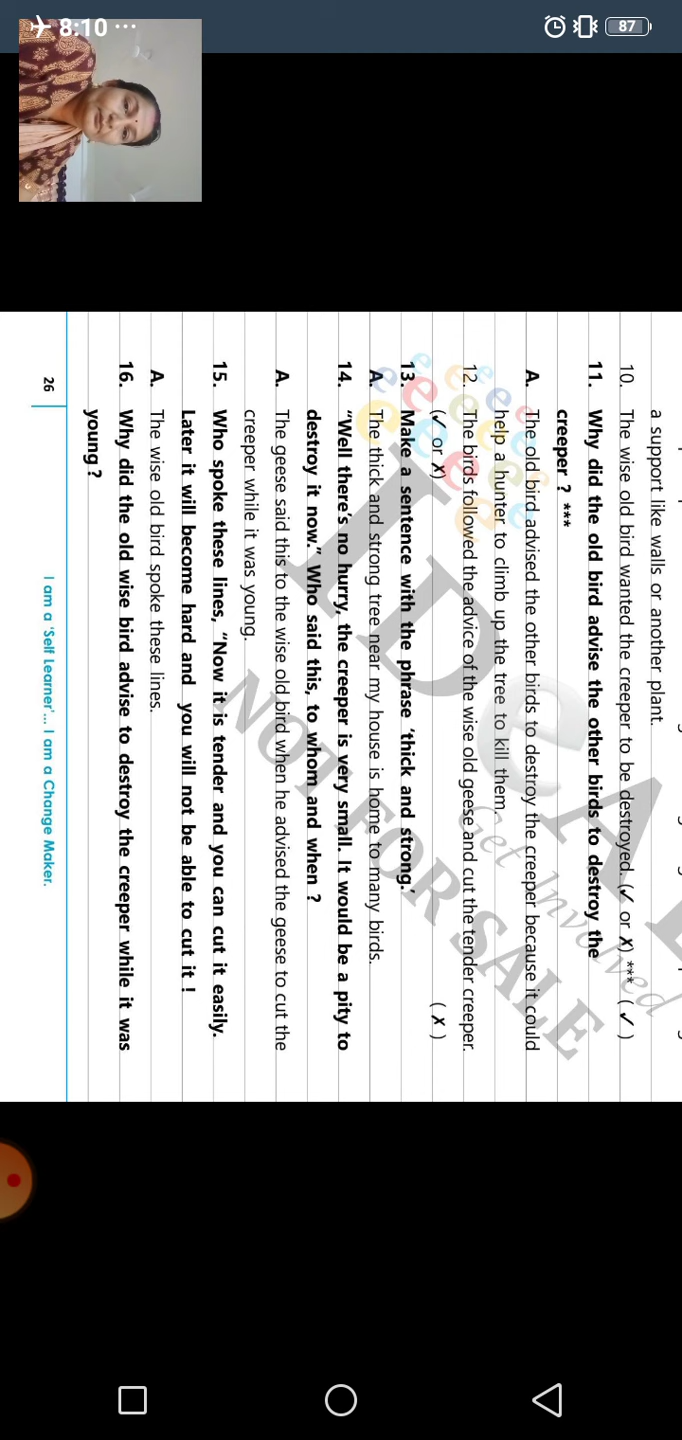 8:10 ...
87
a support like walls or another plant.
10. The wise old bird wanted the creeper to be destroyed. (✓ or ✗) *** ( ✓ )
11. Why did the old bird advise the other birds to destroy the
creeper ? ***
A. The old bird advised the other birds to destroy the creeper because it could
help a hunter to climb up the tree to kill them.
12. The birds followed the advice of the wise old geese and cut the tender creeper.
(✓ or ✗) ( ✗ )
13. Make a sentence with the phrase ‘thick and strong.’
A. The thick and strong tree near my house is home to many birds.
14. “Well there’s no hurry, the creeper is very small. It would be a pity to
destroy it now.” Who said this, to whom and when ?
A. The geese said this to the wise old bird when he advised the geese to cut the
creeper while it was young.
15. Who spoke these lines, “Now it is tender and you can cut it easily.
Later it will become hard and you will not be able to cut it !
A. The wise old bird spoke these lines.
16. Why did the old wise bird advise to destroy the creeper while it was
young ?
26
I am a ‘Self Learner’... I am a Change Maker.
Get Involved
NOT FOR SALE